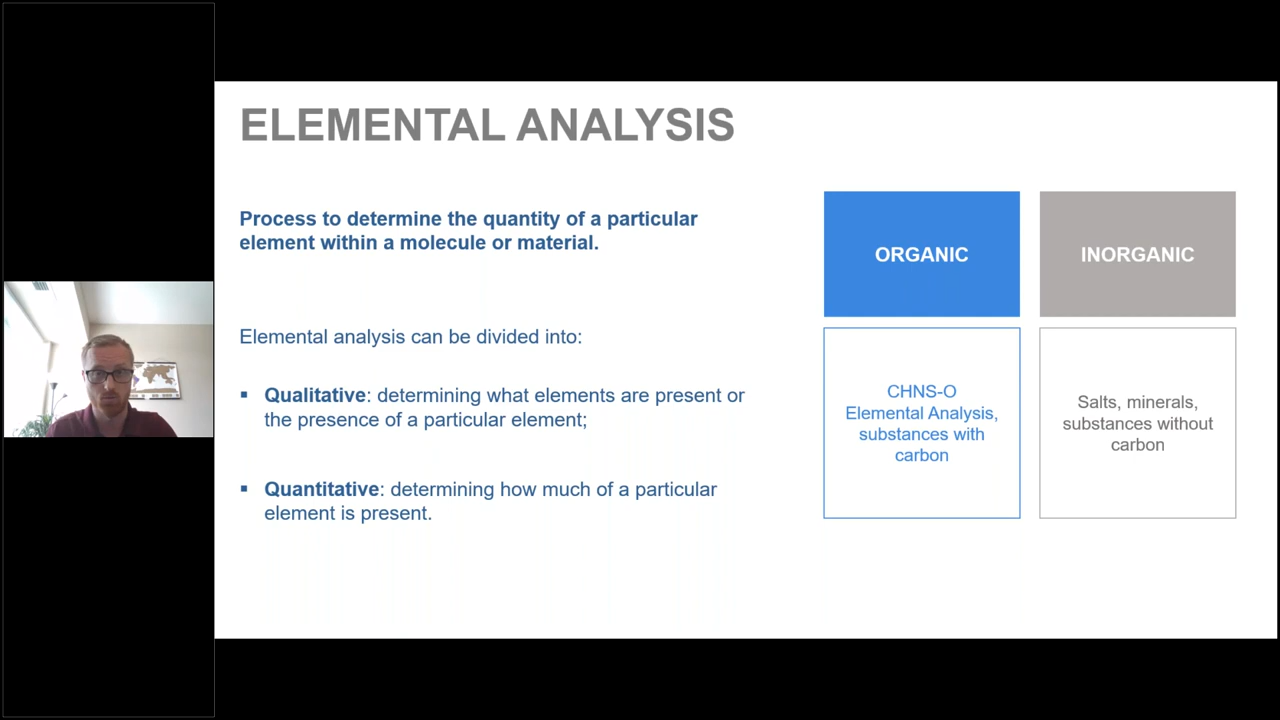 ELEMENTAL ANALYSIS
Process to determine the quantity of a particular
element within a molecule or material.
Elemental analysis can be divided into:
▪ Qualitative: determining what elements are present or
the presence of a particular element;
▪ Quantitative: determining how much of a particular
element is present.
ORGANIC
CHNS-O
Elemental Analysis,
substances with
carbon
INORGANIC
Salts, minerals,
substances without
carbon